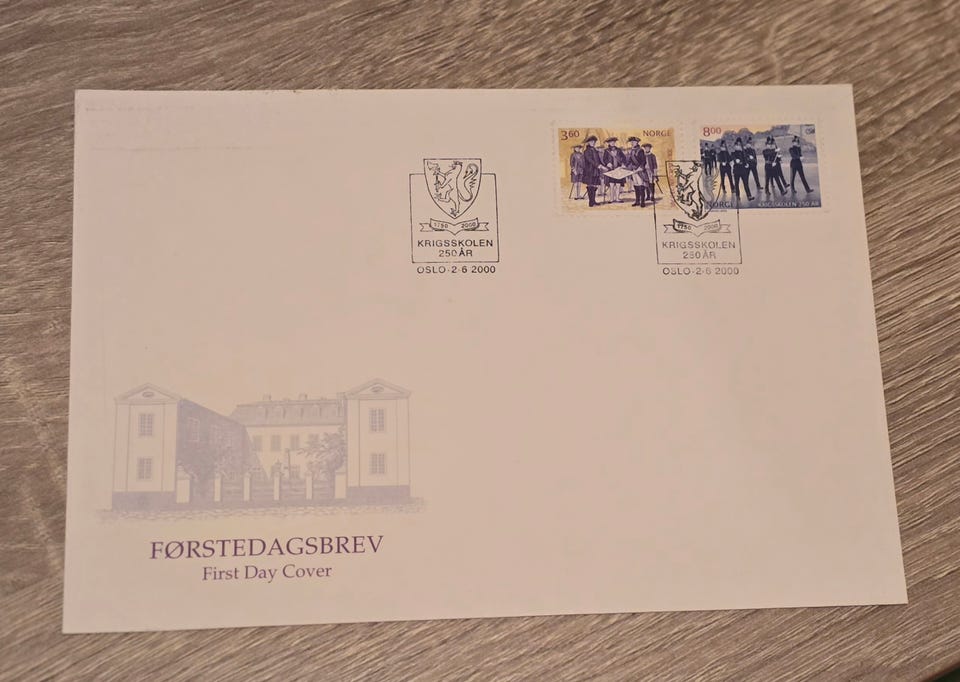 3.60 NORGE
8.00
NORGE
KRIGSSKOLEN 250 ÅR
1750 2000
KRIGSSKOLEN
250 ÅR
OSLO-2-6 2000
1750 2000
KRIGSSKOLEN
250 ÅR
OSLO-2-6 2000
FØRSTEDAGSBREV
First Day Cover